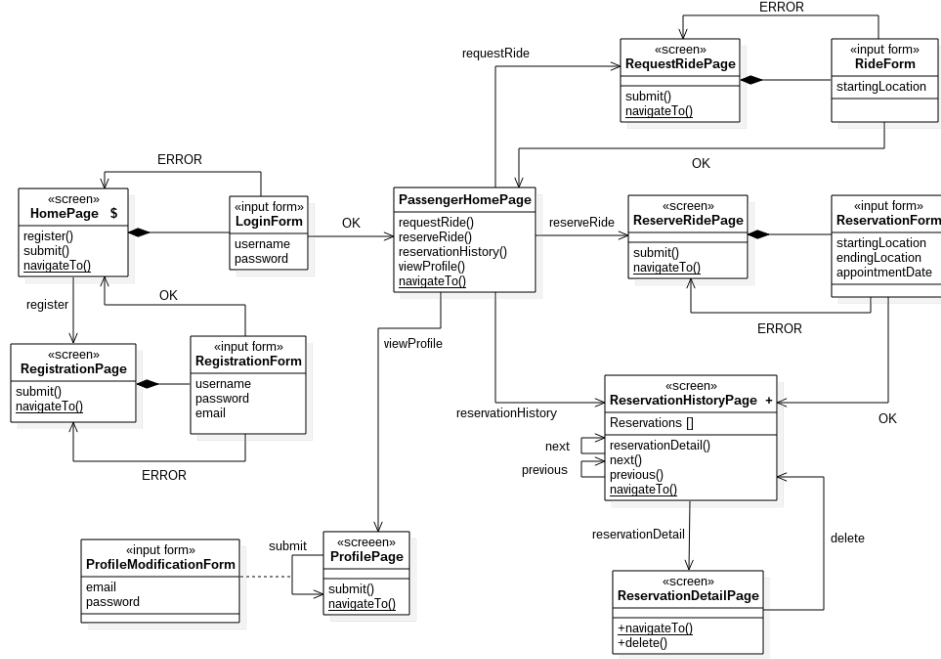 ERROR
«screen»
RequestRidePage
submit()
navigateTo()
«input form»
RideForm
startingLocation
requestRide
OK
ERROR
«screen»
HomePage $
register()
submit()
navigateTo()
«input form»
LoginForm
username
password
OK
PassengerHomePage
requestRide()
reserveRide()
reservationHistory()
viewProfile()
navigateTo()
reserveRide
«screen»
ReserveRidePage
submit()
navigateTo()
«input form»
ReservationForm
startingLocation
endingLocation
appointmentDate
ERROR
OK
register
OK
«screen»
RegistrationPage
submit()
navigateTo()
«input form»
RegistrationForm
username
password
email
ERROR
viewProfile
reservationHistory
«screen»
ReservationHistoryPage +
Reservations []
reservationDetail()
next()
previous()
navigateTo()
next
previous
reservationDetail
delete
«screen»
ReservationDetailPage
+navigateTo()
+delete()
«input form»
ProfileModificationForm
email
password
submit
«screeen»
ProfilePage
submit()
navigateTo()